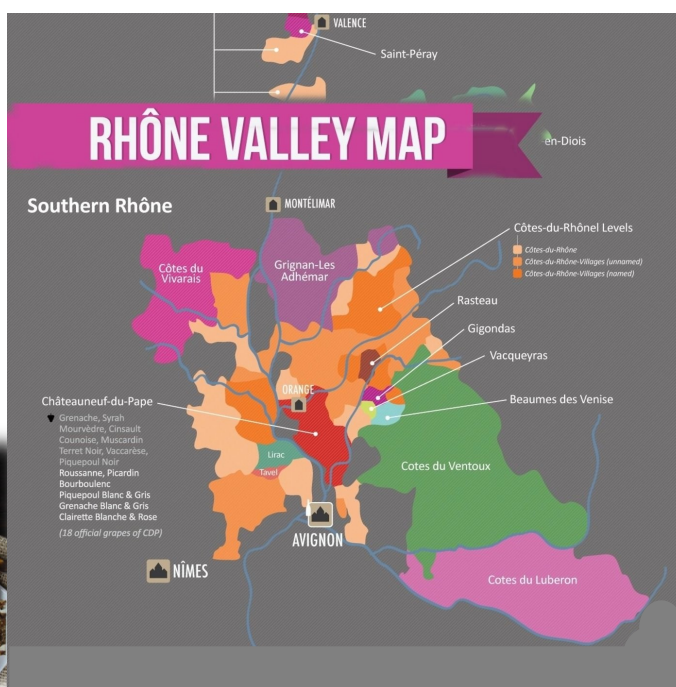 VALENCE
Saint-Péray
RHÔNE VALLEY MAP
en-Diois
Southern Rhône
MONTÉLIMAR
Côtes-du-Rhônel Levels
Côtes-du-Rhône
Côtes-du-Rhône-Villages (unnamed)
Côtes-du-Rhône-Villages (named)
Côtes du
Vivarais
Grignan-Les
Adhémar
Rasteau
Gigondas
Vacqueyras
ORANGE
Beaumes des Venise
Châteauneuf-du-Pape
Grenache, Syrah
Mourvèdre, Cinsault
Counoise, Muscardin
Terret Noir, Vaccarèse,
Piquepoul Noir
Roussanne, Picardin
Bourboulenc
Piquepoul Blanc & Gris
Grenache Blanc & Gris
Clairette Blanche & Rose
(18 official grapes of CDP)
Lirac
Tavel
Cotes du Ventoux
AVIGNON
NÎMES
Cotes du Luberon